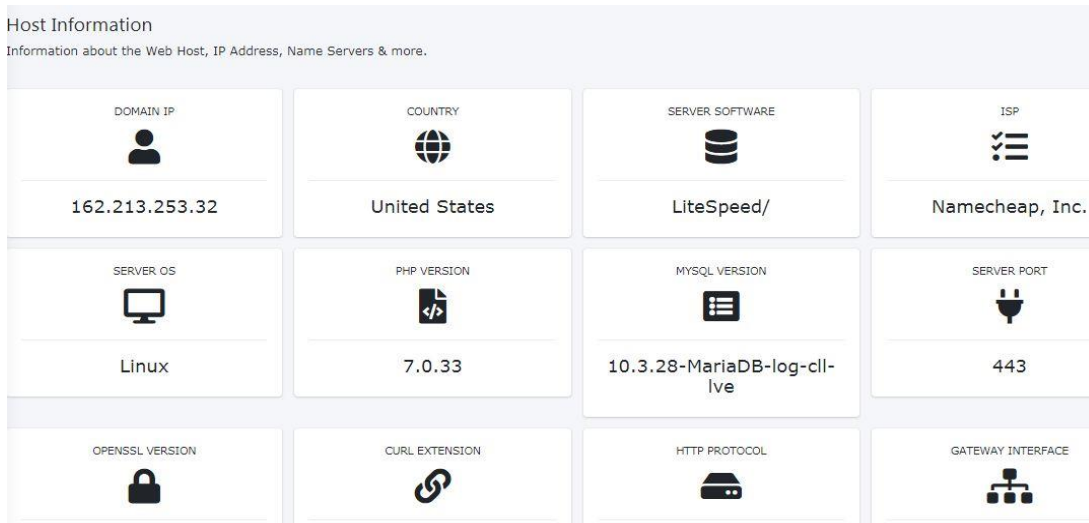 Host Information
Information about the Web Host, IP Address, Name Servers & more.
DOMAIN IP
162.213.253.32
COUNTRY
United States
SERVER SOFTWARE
LiteSpeed/
ISP
Namecheap, Inc.
SERVER OS
Linux
PHP VERSION
7.0.33
MYSQL VERSION
10.3.28-MariaDB-log-cll-
lve
SERVER PORT
443
OPENSSL VERSION
CURL EXTENSION
HTTP PROTOCOL
GATEWAY INTERFACE